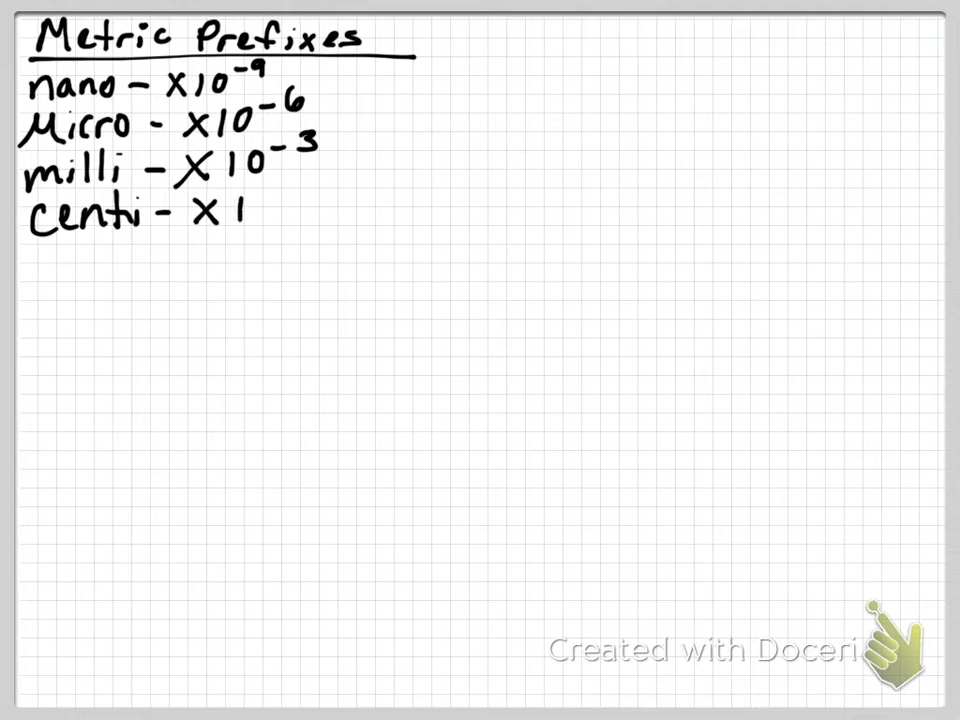 Metric Prefixes
nano - x10⁻⁹
Micro - x10⁻⁶
milli - x10⁻³
centi - x1
Created with Doceri